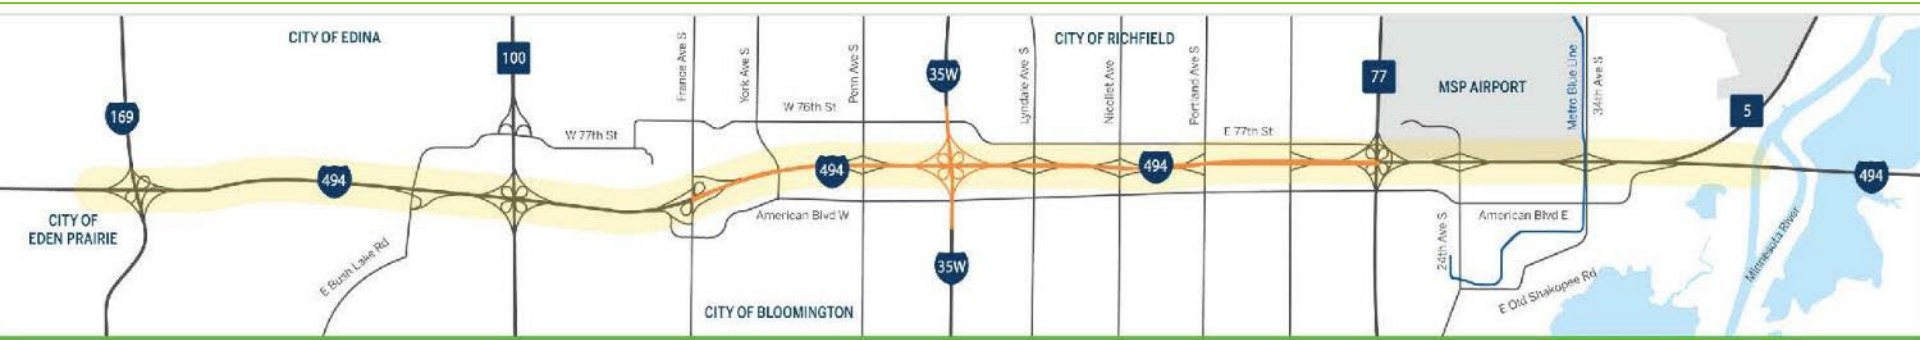 CITY OF EDINA
100
France Ave S
York Ave S
Penn Ave S
35W
CITY OF RICHFIELD
Lyndale Ave S
Nicollet Ave
Portland Ave S
77
MSP AIRPORT
Metro Blue Line
34th Ave S
5
169
W 77th St
W 76th St
E 77th St
494
494
494
494
CITY OF
EDEN PRAIRIE
E Bush Lake Rd
American Blvd W
35W
CITY OF BLOOMINGTON
24th Ave S
American Blvd E
E Old Shakopee Rd
Minnesota River